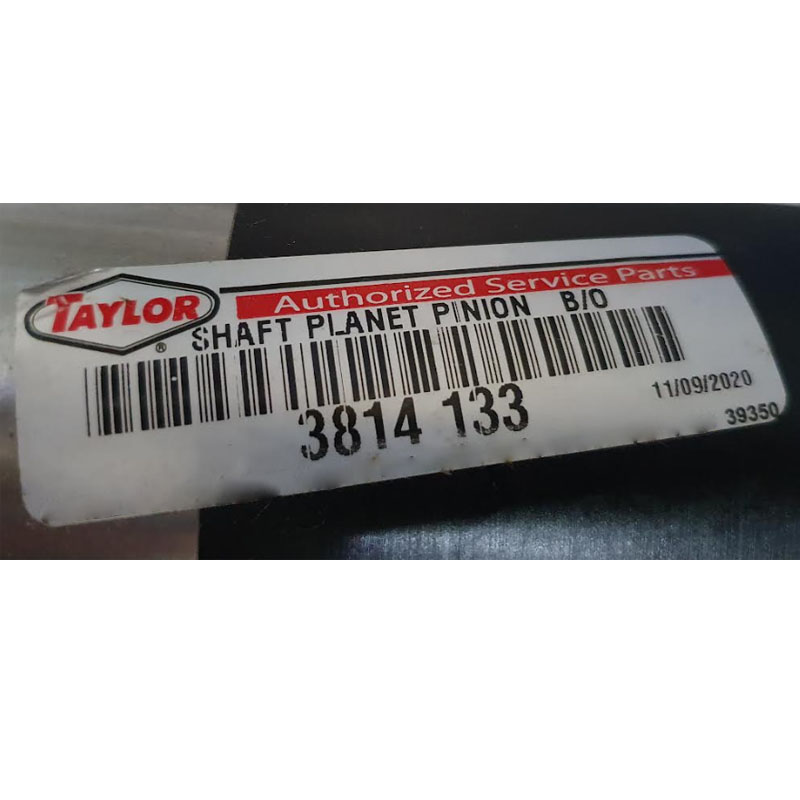 TAYLOR
®
Authorized Service Parts
SHAFT PLANET PINION B/O
3814 133
11/09/2020
39350